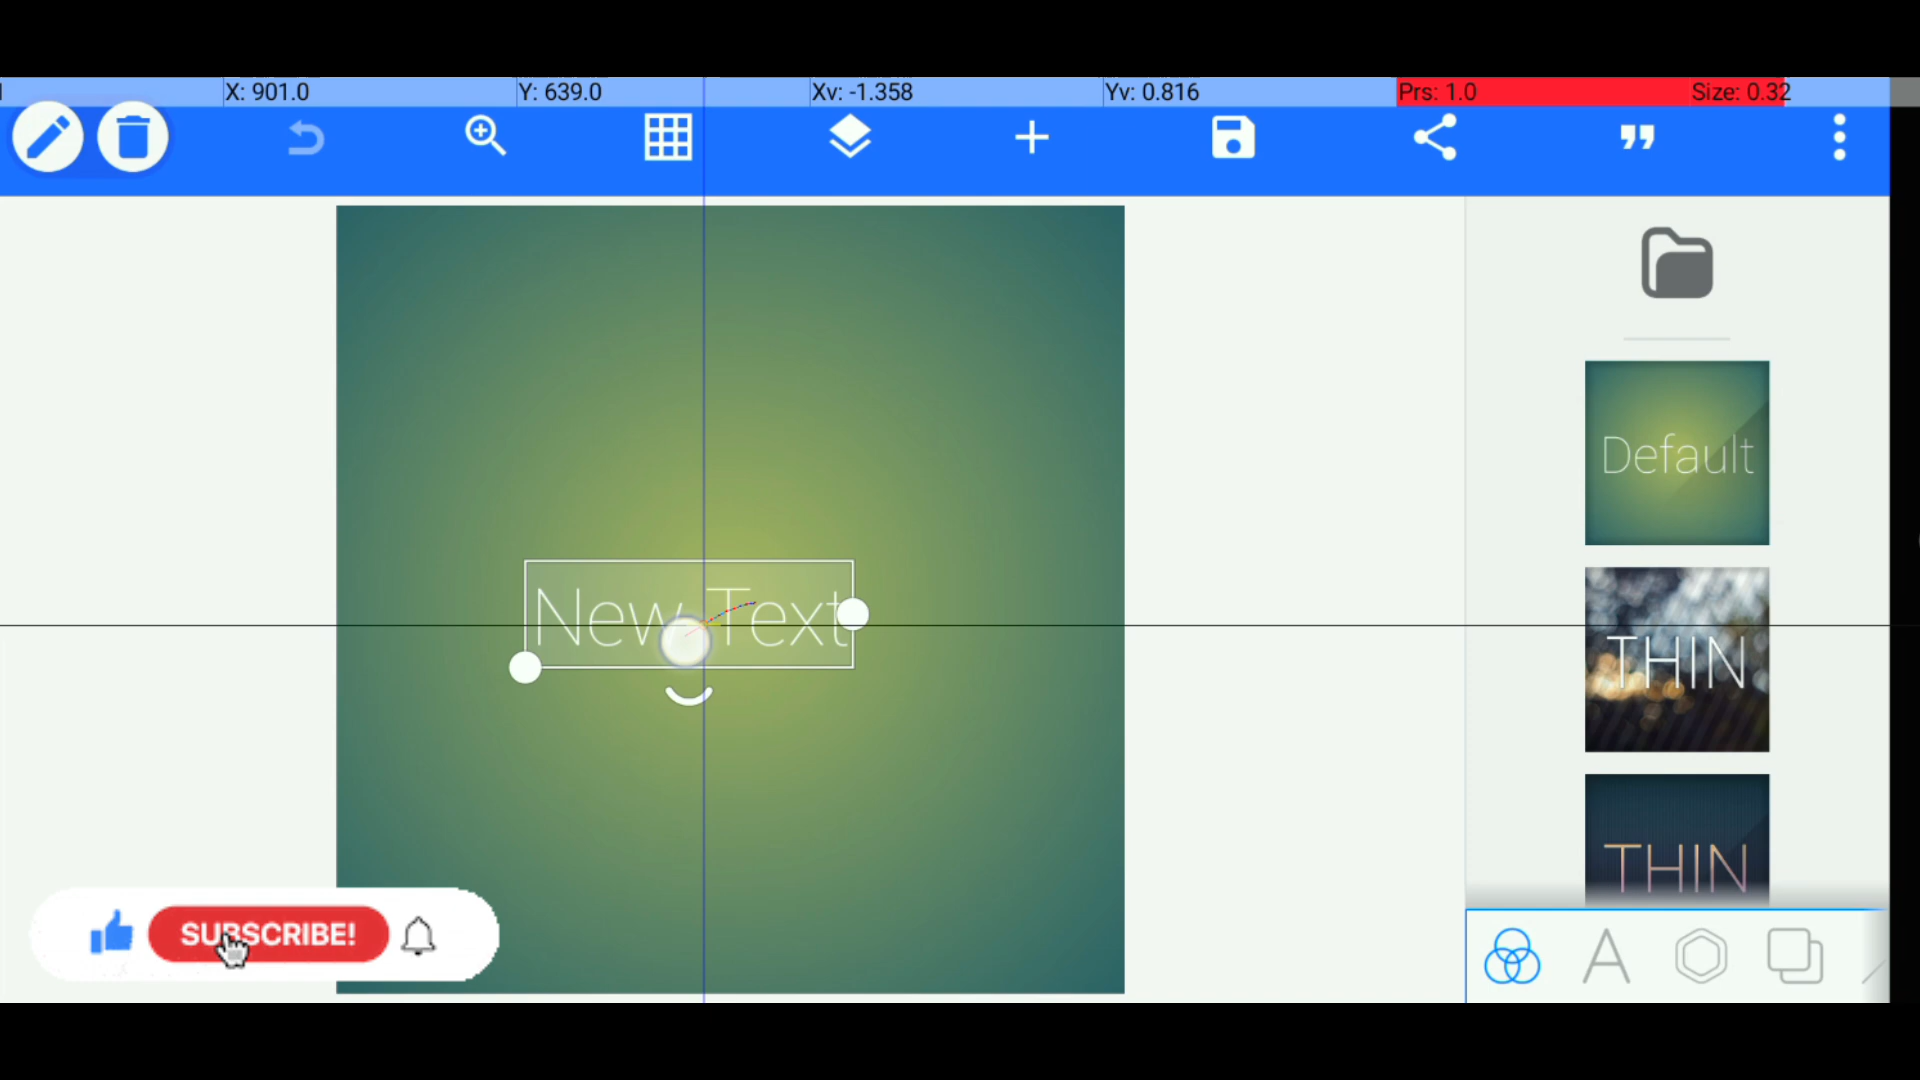 X: 901.0 Y: 639.0 Xv: -1.358 Yv: 0.816 Prs: 1.0 Size: 0.32
Default
New Text
THIN
THIN
SUBSCRIBE!